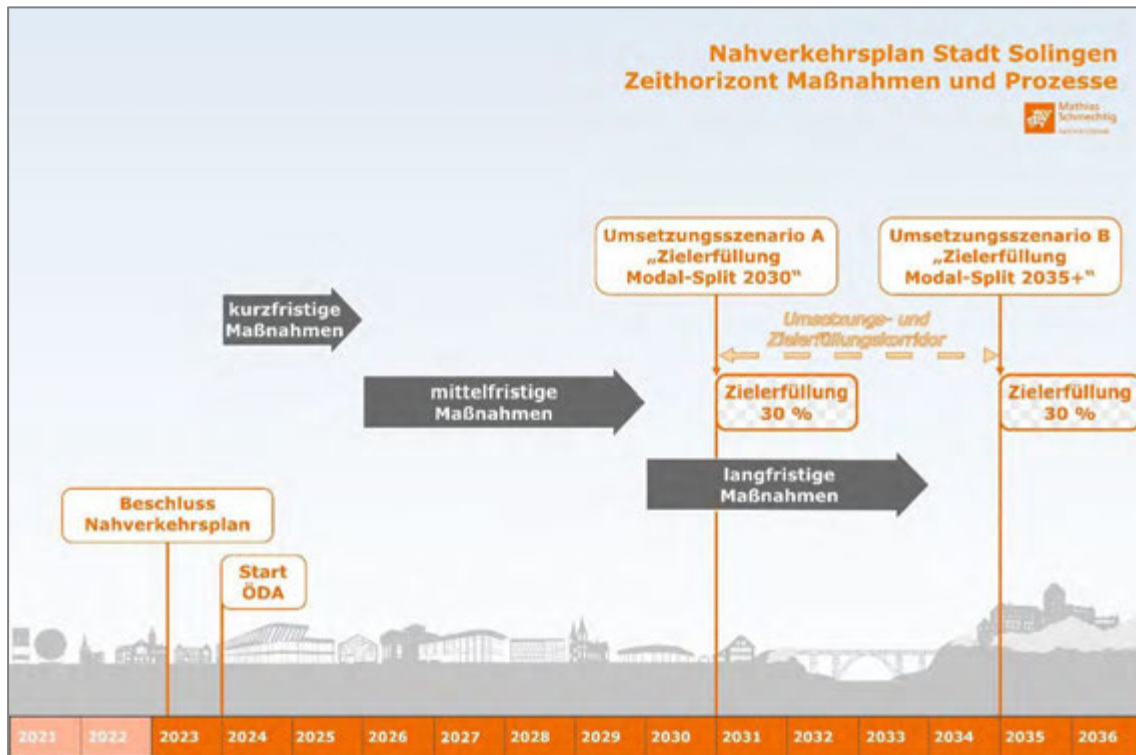 Nahverkehrsplan Stadt Solingen
Zeithorizont Maßnahmen und Prozesse
Mathias
Schmechtig
Umsetzungsszenario A
„Zielerfüllung
Modal-Split 2030“
Umsetzungsszenario B
„Zielerfüllung
Modal-Split 2035+“
kurzfristige
Maßnahmen
Umsetzungs- und
Zielerfüllungskorridor
mittelfristige
Maßnahmen
Zielerfüllung
30 %
Zielerfüllung
30 %
langfristige
Maßnahmen
Beschluss
Nahverkehrsplan
Start
ÖDA
2021 2022 2023 2024 2025 2026 2027 2028 2029 2030 2031 2032 2033 2034 2035 2036